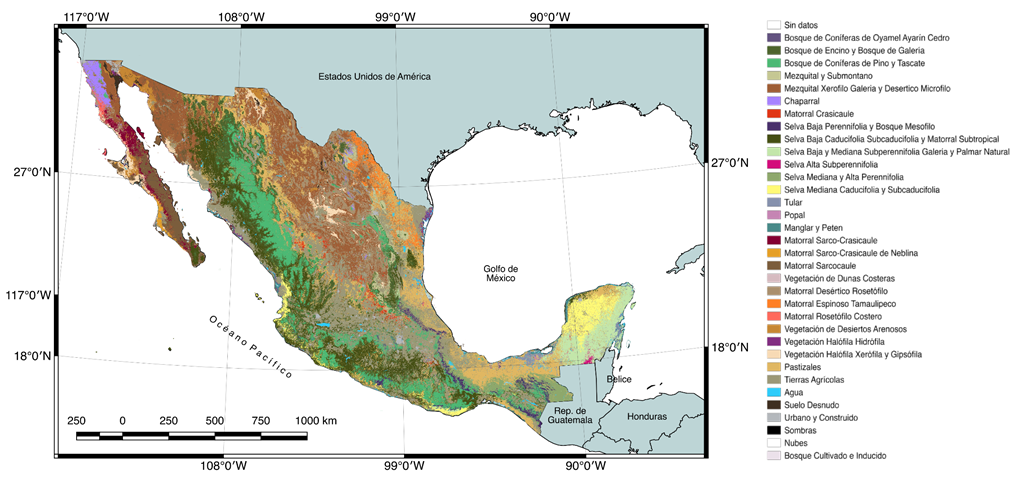 117°0'W 108°0'W 99°0'W 90°0'W
Estados Unidos de América
27°0'N 27°0'N
Golfo de
México
117°0'W
Océano Pacífico
18°0'N 18°0'N
Belice
Rep. de
Guatemala
Honduras
250 0 250 500 750 1000 km
108°0'W 99°0'W 90°0'W
Sin datos
Bosque de Coníferas de Oyamel Ayarin Cedro
Bosque de Encino y Bosque de Galería
Bosque de Coníferas de Pino y Tascate
Mezquital y Submontano
Mezquital Xerofilo Galeria y Desertico Microfilo
Chaparral
Matorral Crasicaule
Selva Baja Perennifolia y Bosque Mesofilo
Selva Baja Caducifolia Subcaducifolia y Matorral Subtropical
Selva Baja y Mediana Subperennifolia Galeria y Palmar Natural
Selva Alta Subperennifolia
Selva Mediana y Alta Perennifolia
Selva Mediana Caducifolia y Subcaducifolia
Tular
Popal
Manglar y Peten
Matorral Sarco-Crasicaule
Matorral Sarco-Crasicaule de Neblina
Matorral Sarcocaule
Vegetación de Dunas Costeras
Matorral Desértico Rosetófilo
Matorral Espinoso Tamaulipeco
Matorral Rosetófilo Costero
Vegetación de Desiertos Arenosos
Vegetación Halófila Hidrófila
Vegetación Halófila Xerófila y Gipsófila
Pastizales
Tierras Agrícolas
Agua
Suelo Desnudo
Urbano y Construido
Sombras
Nubes
Bosque Cultivado e Inducido